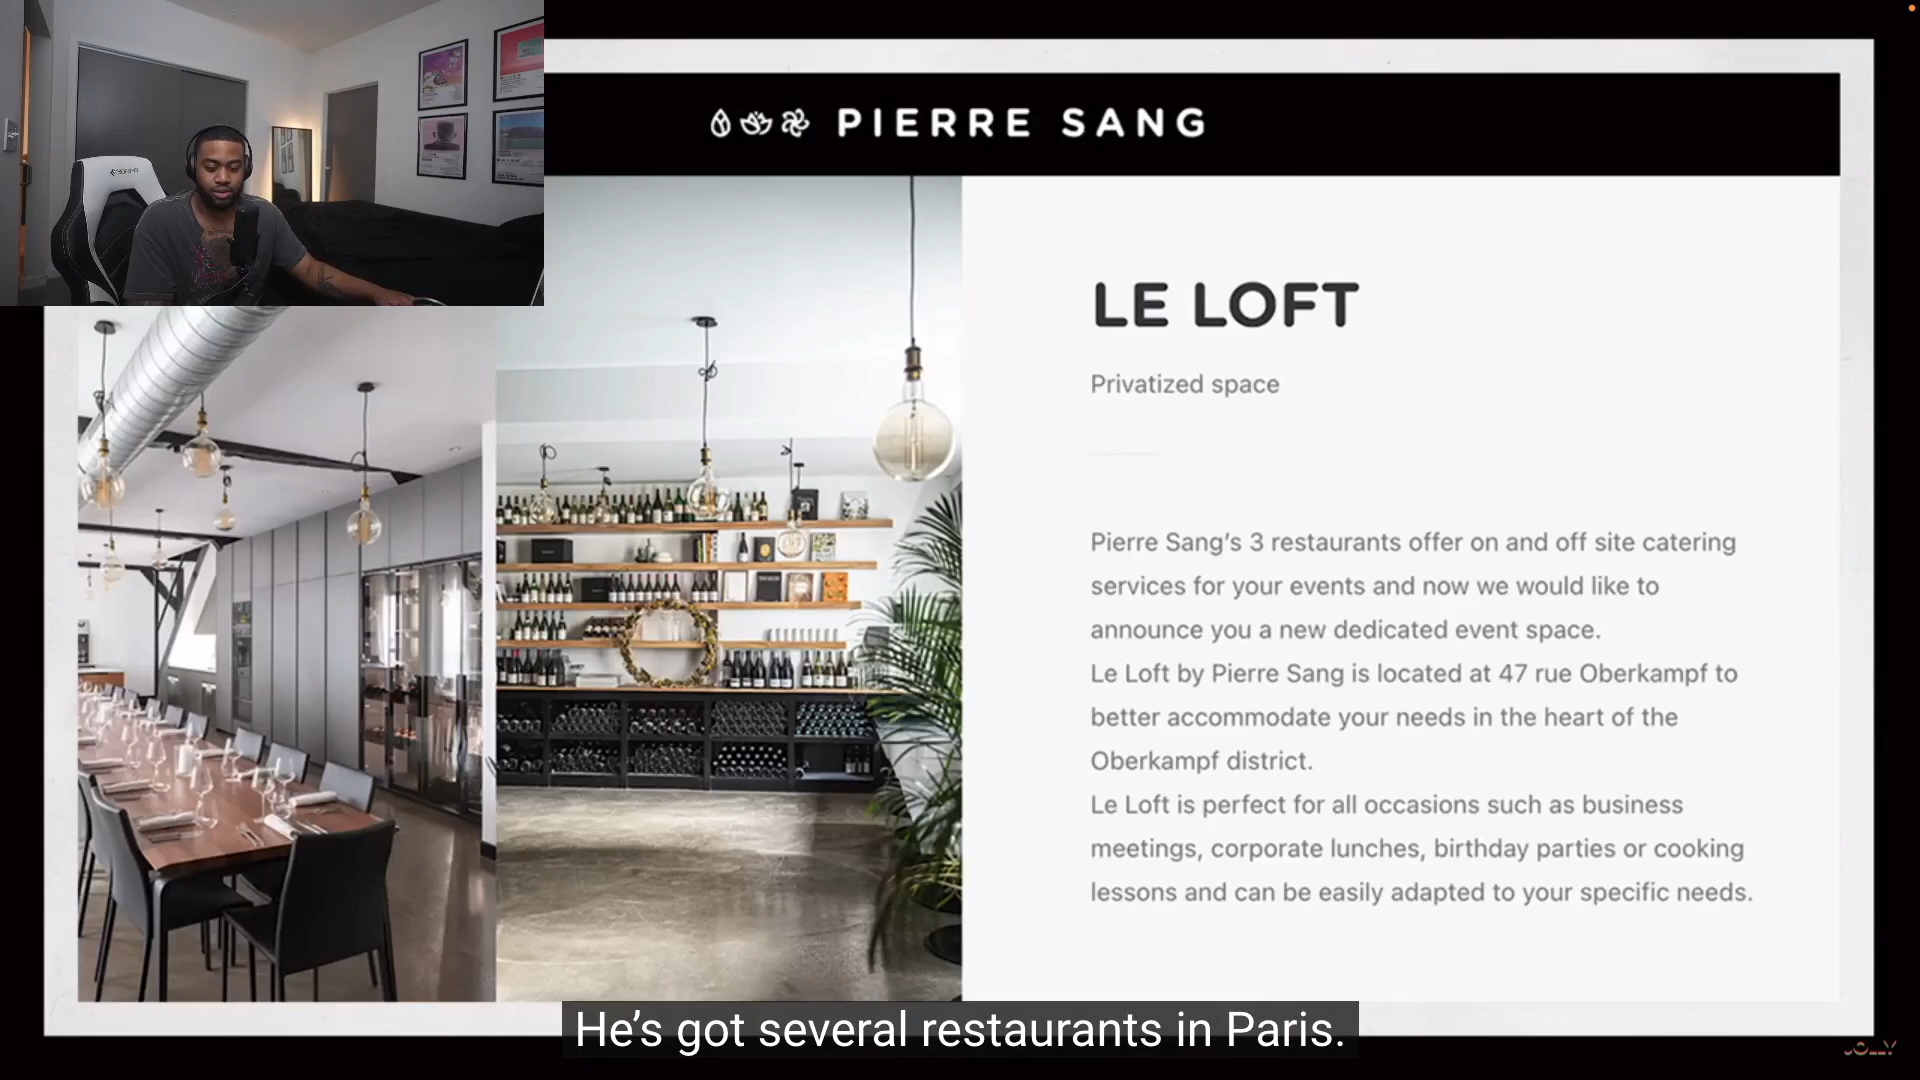 PIERRE SANG
LE LOFT
Privatized space
Pierre Sang’s 3 restaurants offer on and off site catering
services for your events and now we would like to
announce you a new dedicated event space.
Le Loft by Pierre Sang is located at 47 rue Oberkampf to
better accommodate your needs in the heart of the
Oberkampf district.
Le Loft is perfect for all occasions such as business
meetings, corporate lunches, birthday parties or cooking
lessons and can be easily adapted to your specific needs.
He’s got several restaurants in Paris.
JOLLY